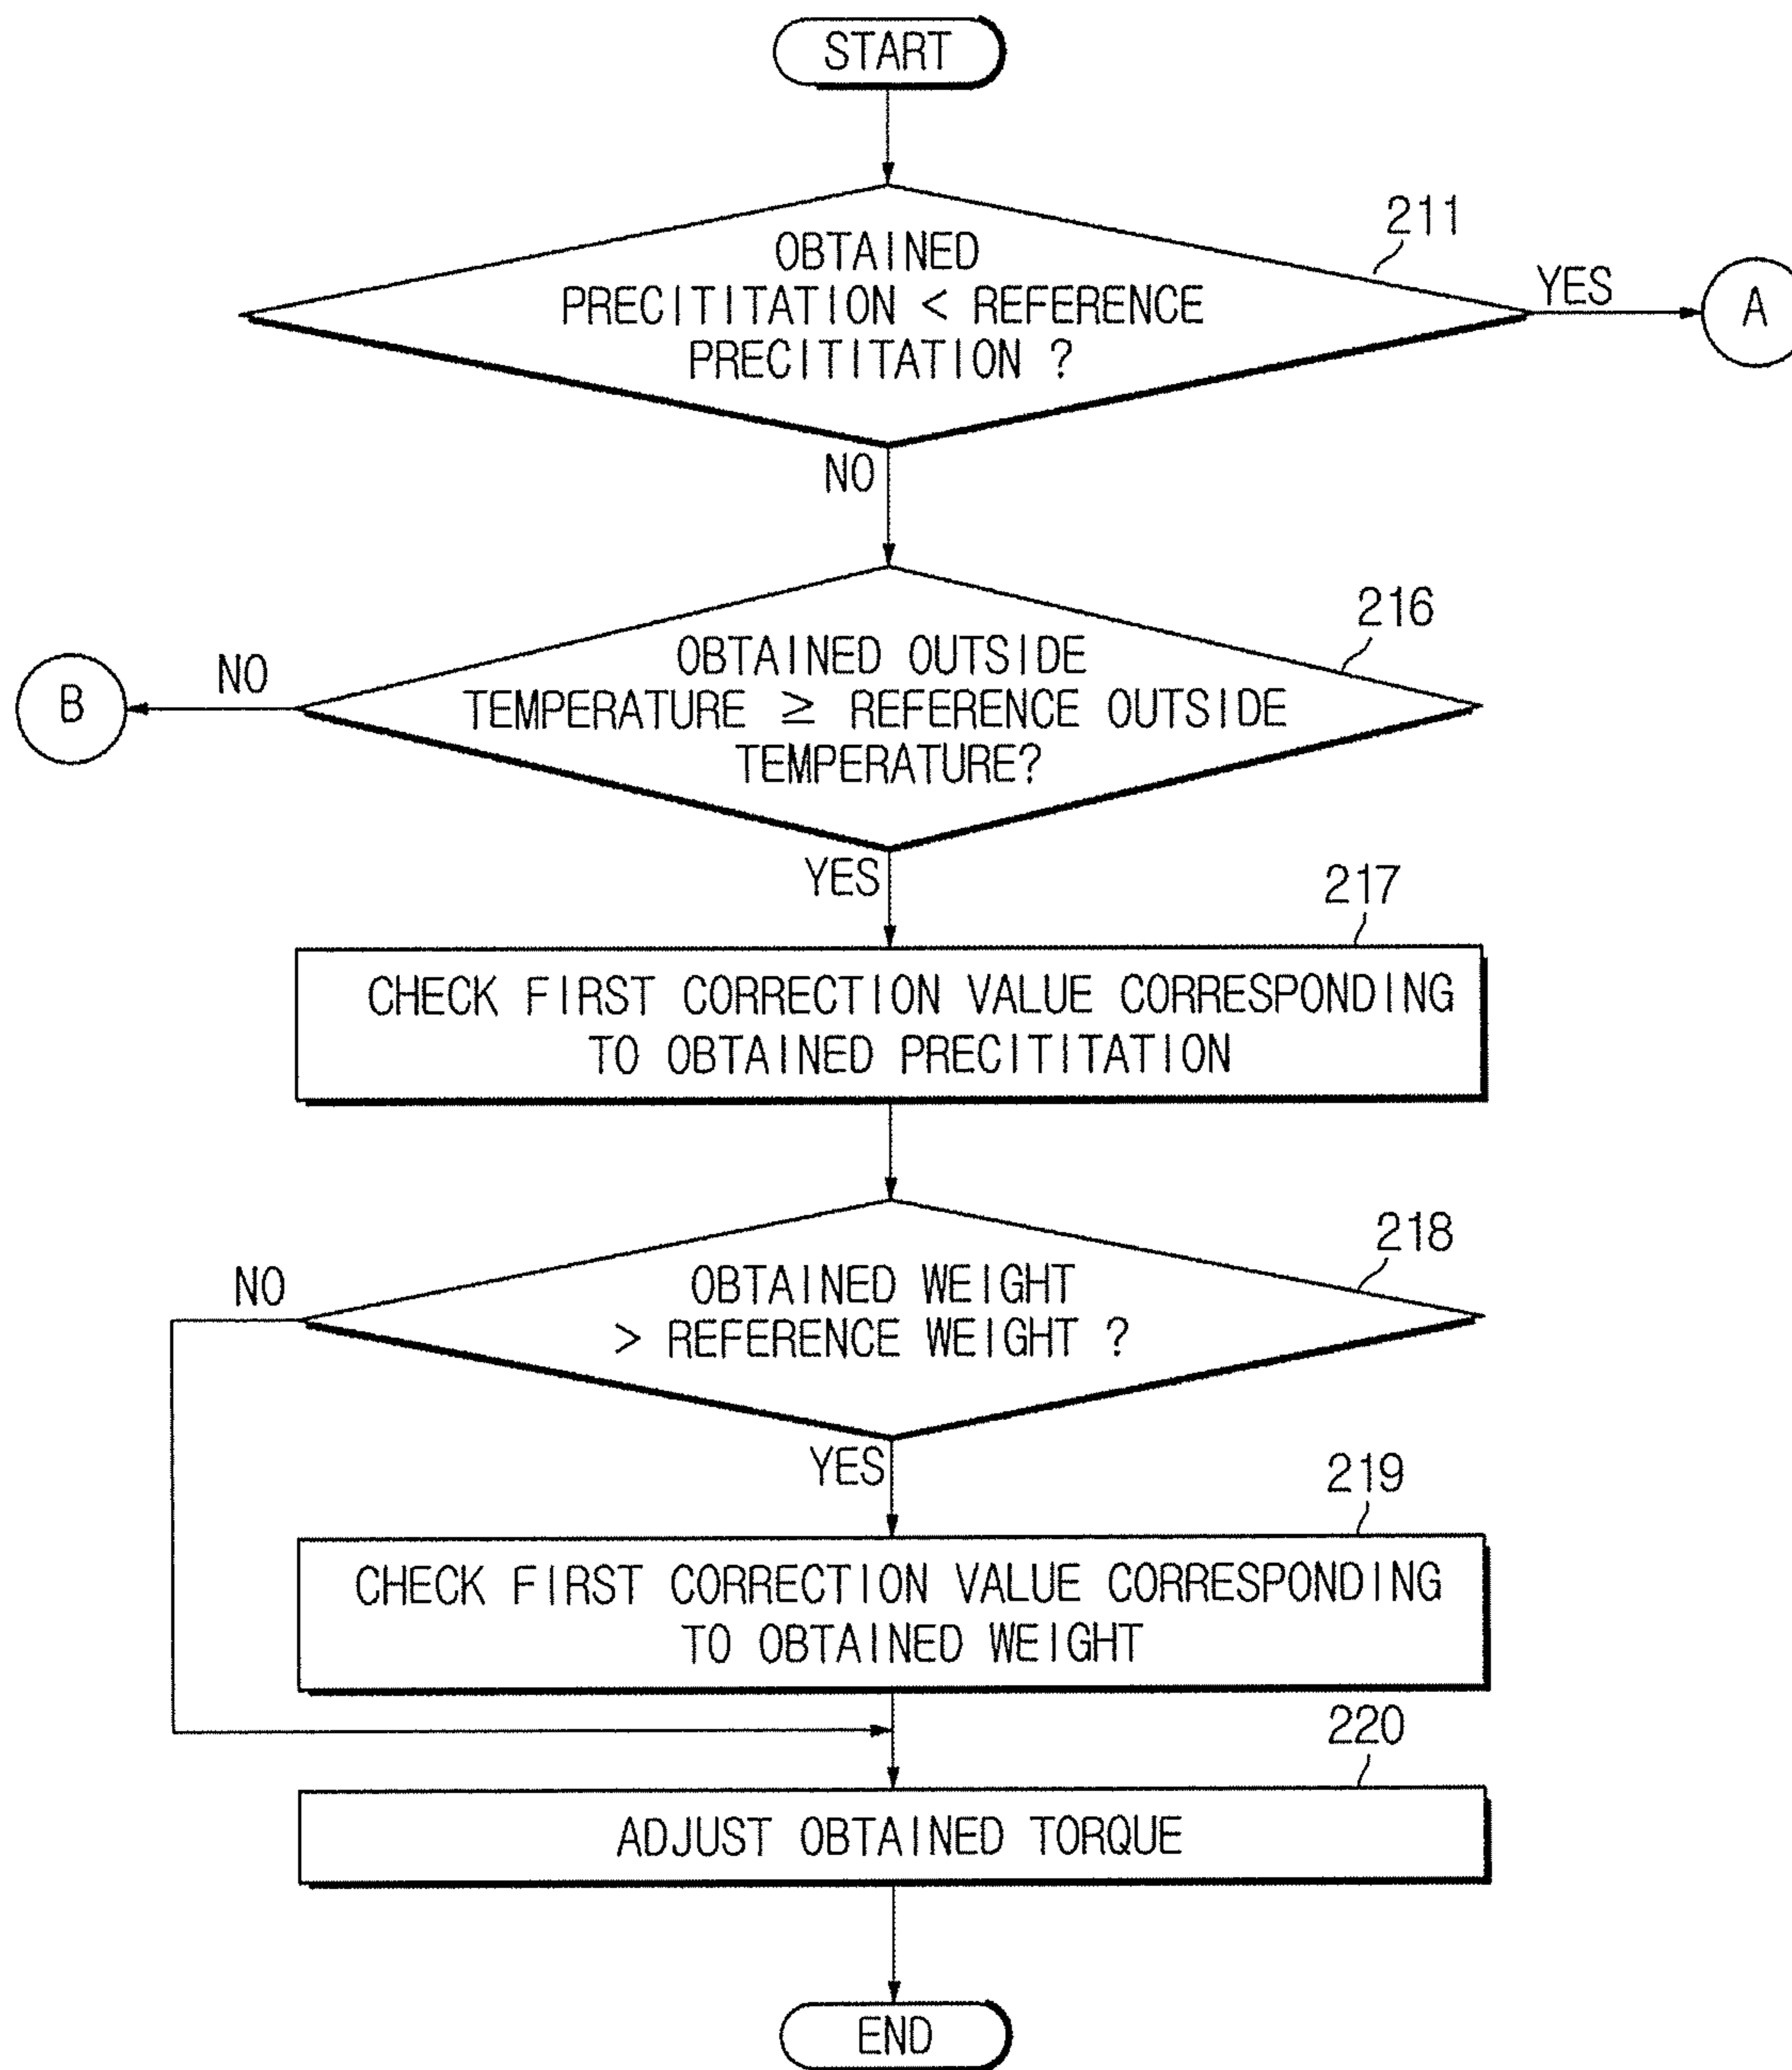 START
211
OBTAINED
PRECITITATION < REFERENCE
PRECITITATION ?
YES
A
NO
216
OBTAINED OUTSIDE
TEMPERATURE ≥ REFERENCE OUTSIDE
TEMPERATURE?
NO
B
YES
217
CHECK FIRST CORRECTION VALUE CORRESPONDING
TO OBTAINED PRECITITATION
218
OBTAINED WEIGHT
> REFERENCE WEIGHT ?
NO
YES
219
CHECK FIRST CORRECTION VALUE CORRESPONDING
TO OBTAINED WEIGHT
220
ADJUST OBTAINED TORQUE
END